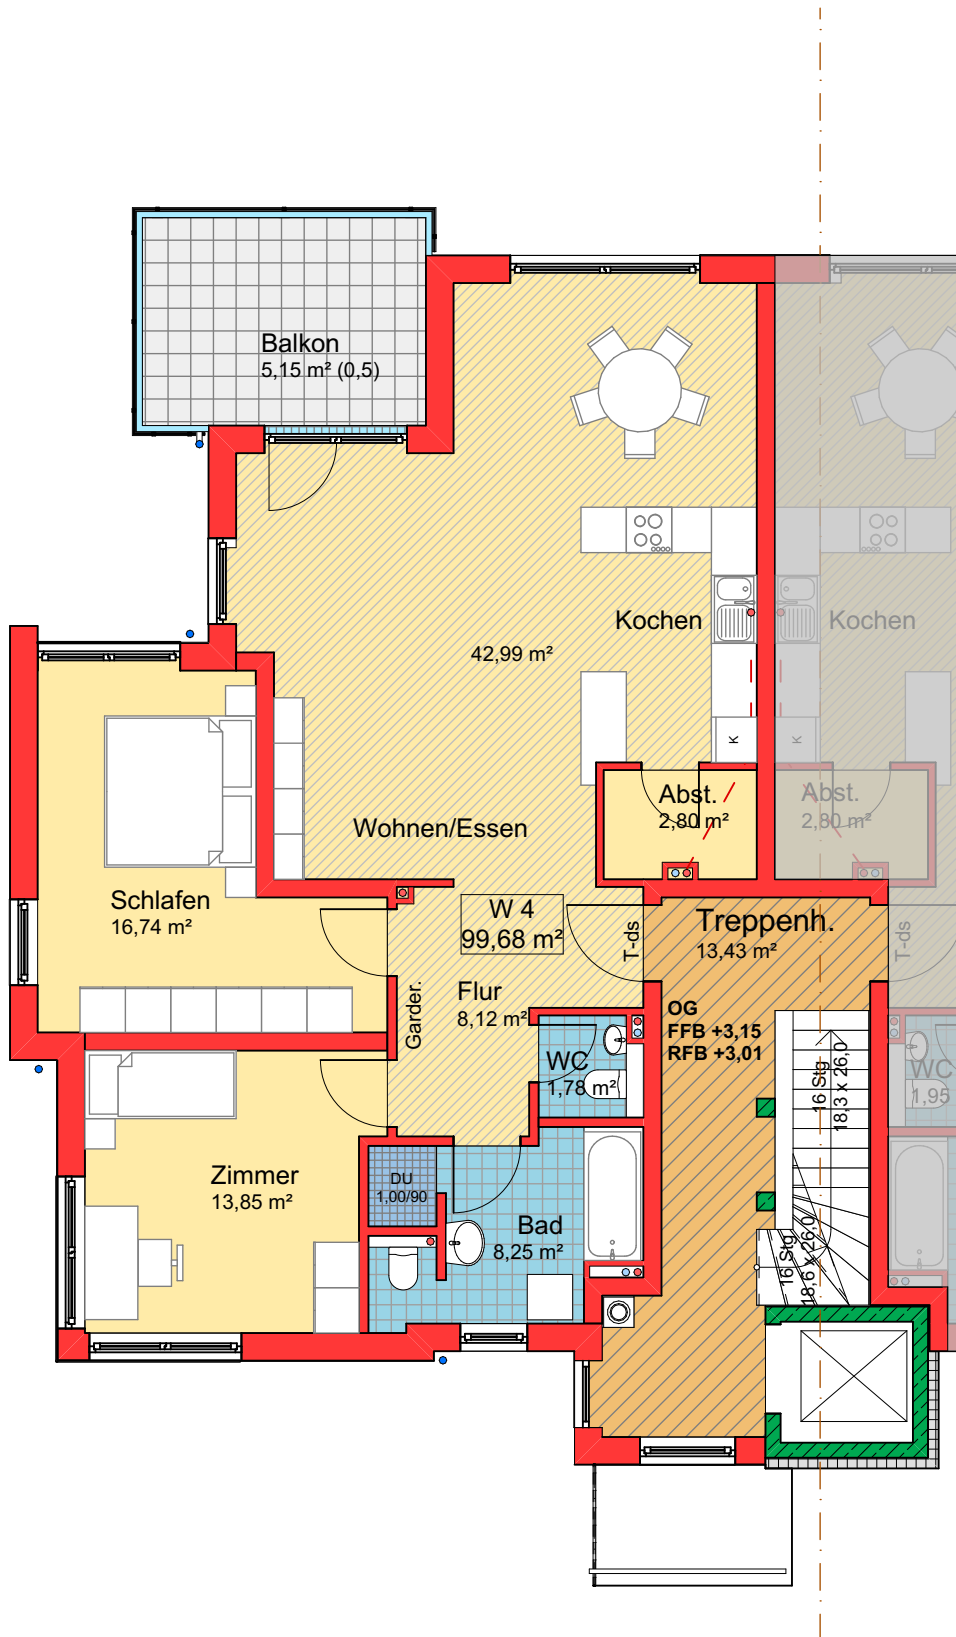 Balkon
5,15 m² (0,5)
Kochen
Kochen
42,99 m²
K
K
Abst.
2,80 m²
Abst.
2,80 m²
Wohnen/Essen
Schlafen
16,74 m²
W 4
99,68 m²
T-ds
Treppenh.
13,43 m²
T-ds
Garder.
Flur
8,12 m²
OG
FFB +3,15
RFB +3,01
WC
1,78 m²
16 Stg
18,3 x 26,0
WC
1,95
Zimmer
13,85 m²
DU
1,00/90
Bad
8,25 m²
16 Stg
18,6 x 26,0